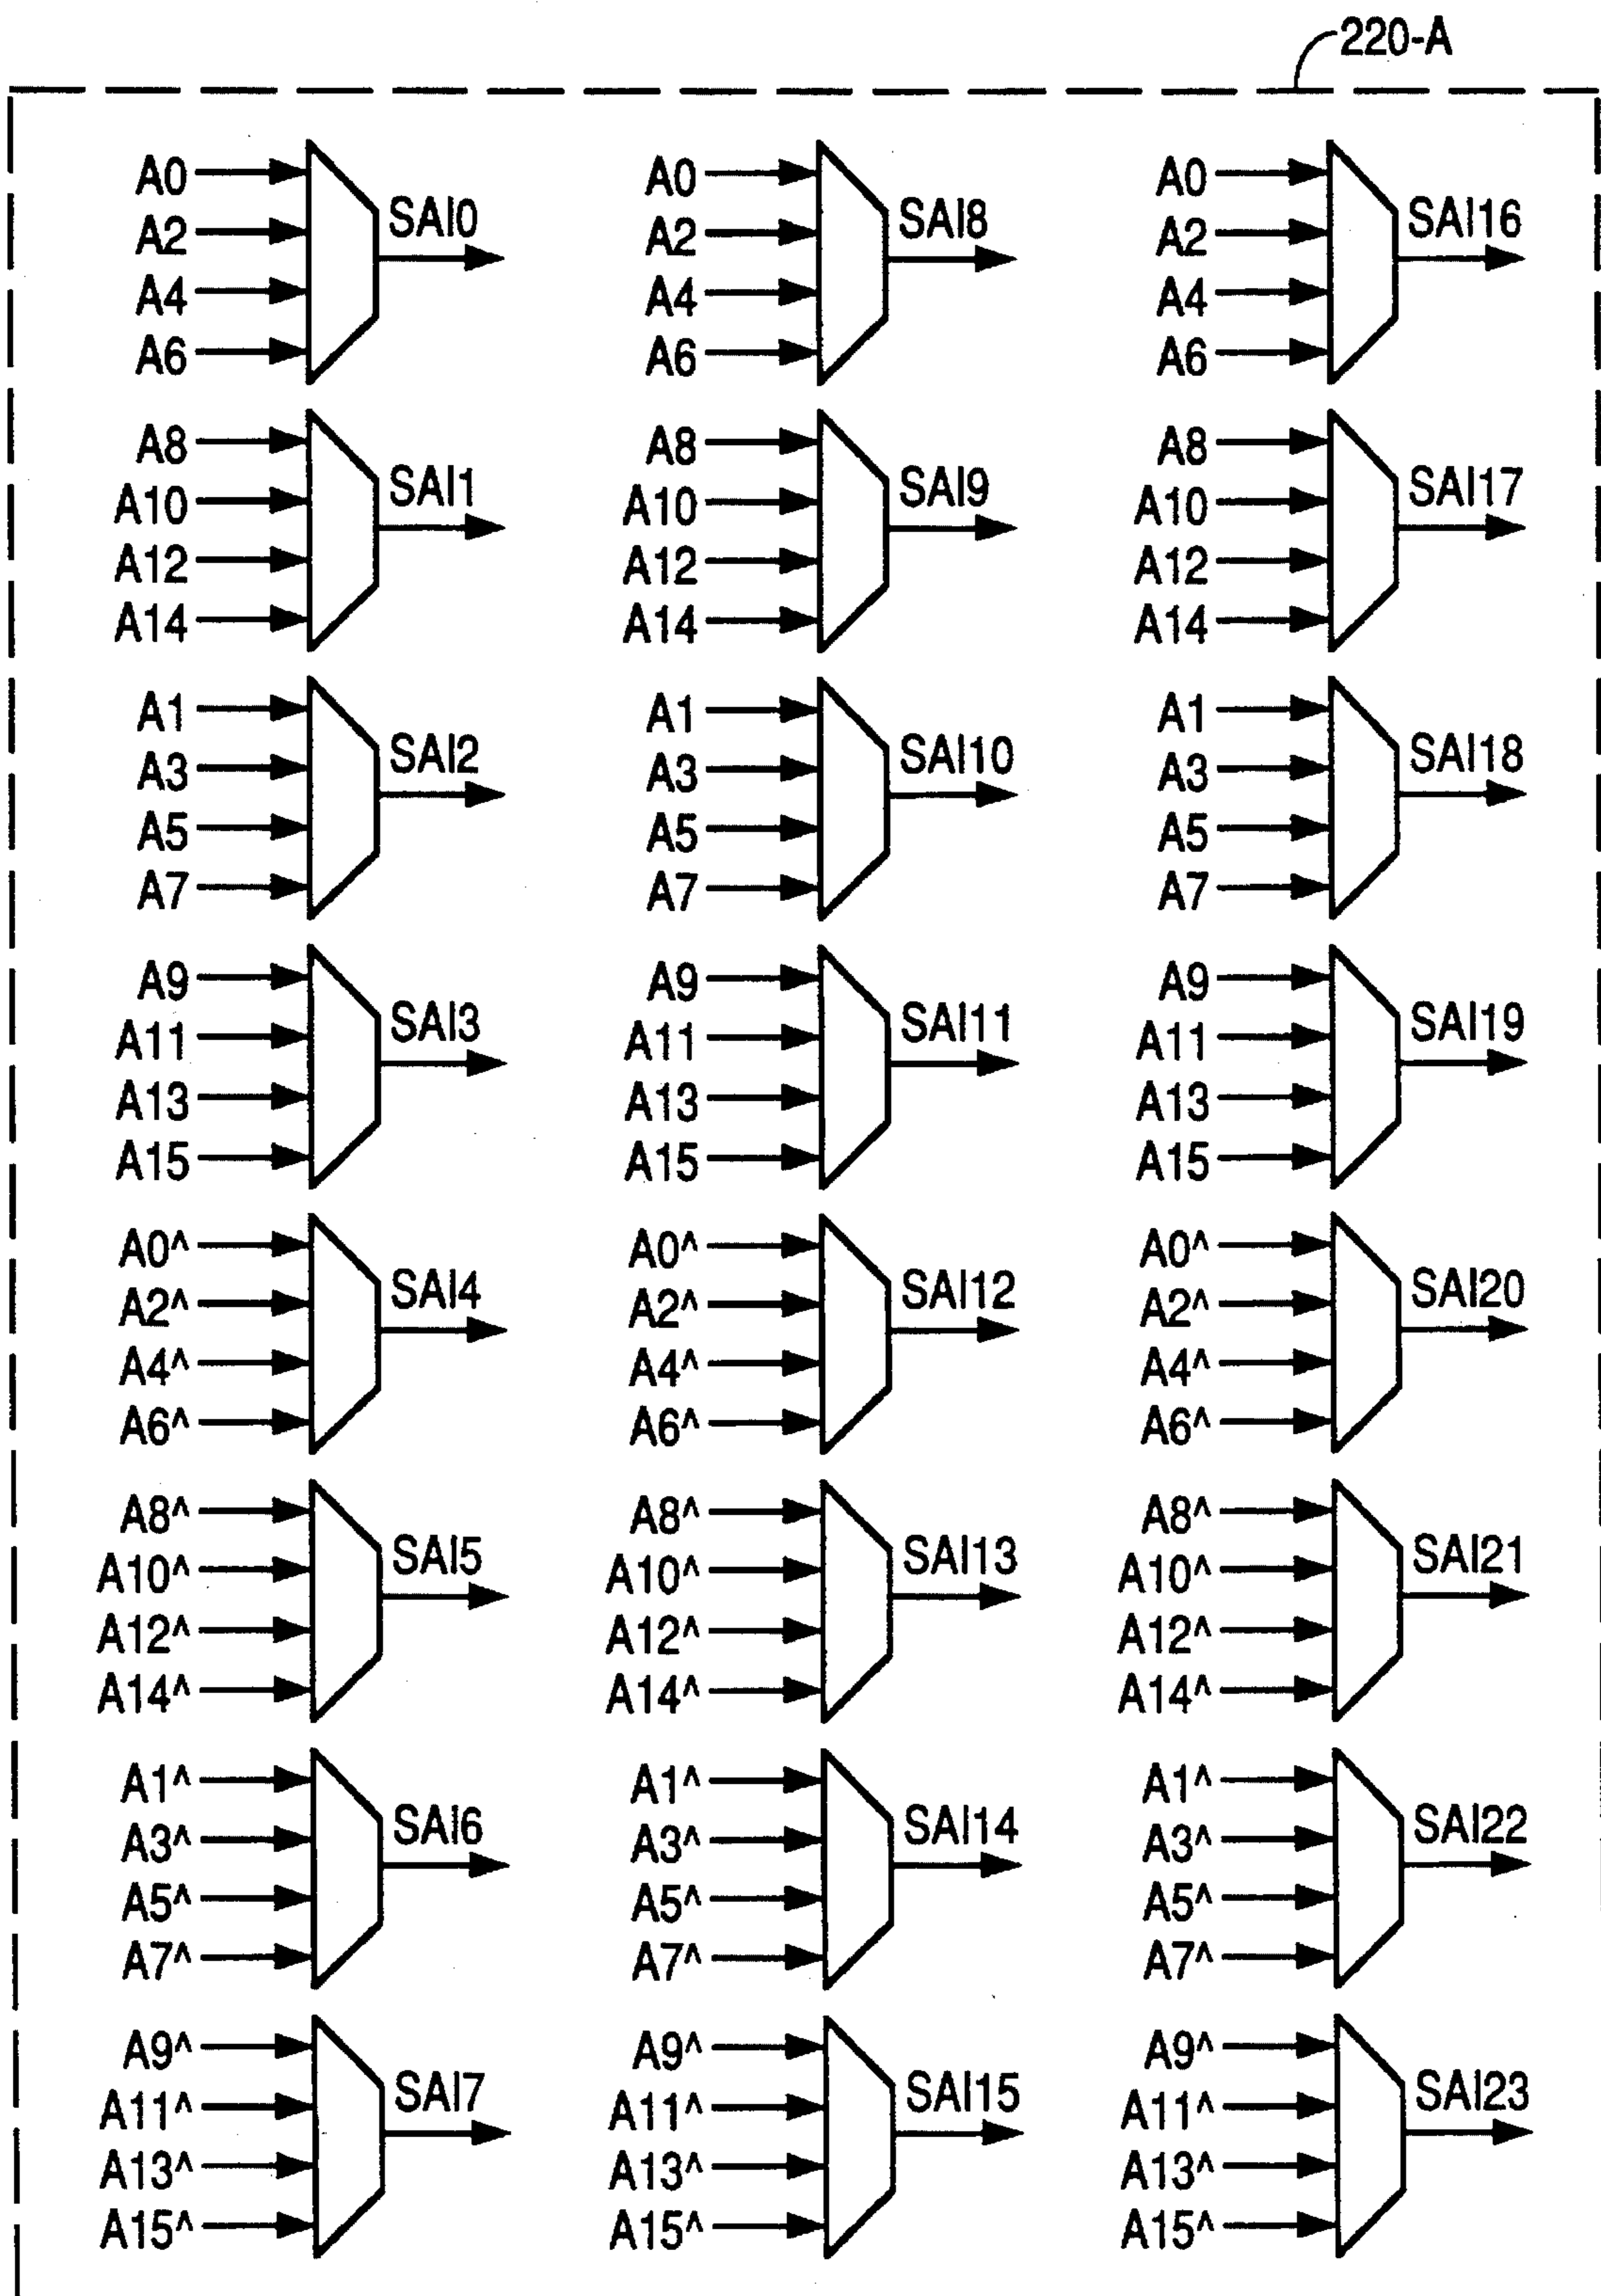 220-A
A0
A2
A4
A6
SAI0
A0
A2
A4
A6
SAI8
A0
A2
A4
A6
SAI16
A8
A10
A12
A14
SAI1
A8
A10
A12
A14
SAI9
A8
A10
A12
A14
SAI17
A1
A3
A5
A7
SAI2
A1
A3
A5
A7
SAI10
A1
A3
A5
A7
SAI18
A9
A11
A13
A15
SAI3
A9
A11
A13
A15
SAI11
A9
A11
A13
A15
SAI19
A0^
A2^
A4^
A6^
SAI4
A0^
A2^
A4^
A6^
SAI12
A0^
A2^
A4^
A6^
SAI20
A8^
A10^
A12^
A14^
SAI5
A8^
A10^
A12^
A14^
SAI13
A8^
A10^
A12^
A14^
SAI21
A1^
A3^
A5^
A7^
SAI6
A1^
A3^
A5^
A7^
SAI14
A1^
A3^
A5^
A7^
SAI22
A9^
A11^
A13^
A15^
SAI7
A9^
A11^
A13^
A15^
SAI15
A9^
A11^
A13^
A15^
SAI23